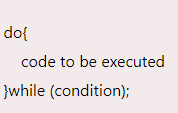 do{
code to be executed
}while (condition);